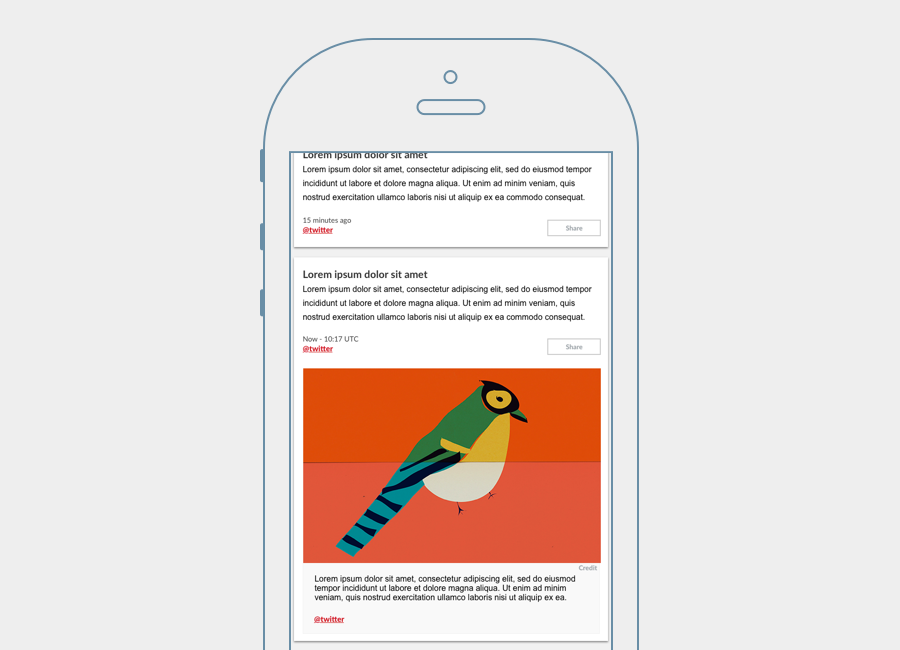 Lorem ipsum dolor sit amet
Lorem ipsum dolor sit amet, consectetur adipiscing elit, sed do eiusmod tempor
incididunt ut labore et dolore magna aliqua. Ut enim ad minim veniam, quis
nostrud exercitation ullamco laboris nisi ut aliquip ex ea commodo consequat.
15 minutes ago
@twitter
Share
Lorem ipsum dolor sit amet
Lorem ipsum dolor sit amet, consectetur adipiscing elit, sed do eiusmod tempor
incididunt ut labore et dolore magna aliqua. Ut enim ad minim veniam, quis
nostrud exercitation ullamco laboris nisi ut aliquip ex ea commodo consequat.
Now - 10:17 UTC
@twitter
Share
Credit
Lorem ipsum dolor sit amet, consectetur adipiscing elit, sed do eiusmod
tempor incididunt ut labore et dolore magna aliqua. Ut enim ad minim
veniam, quis nostrud exercitation ullamco laboris nisi ut aliquip ex ea.
@twitter